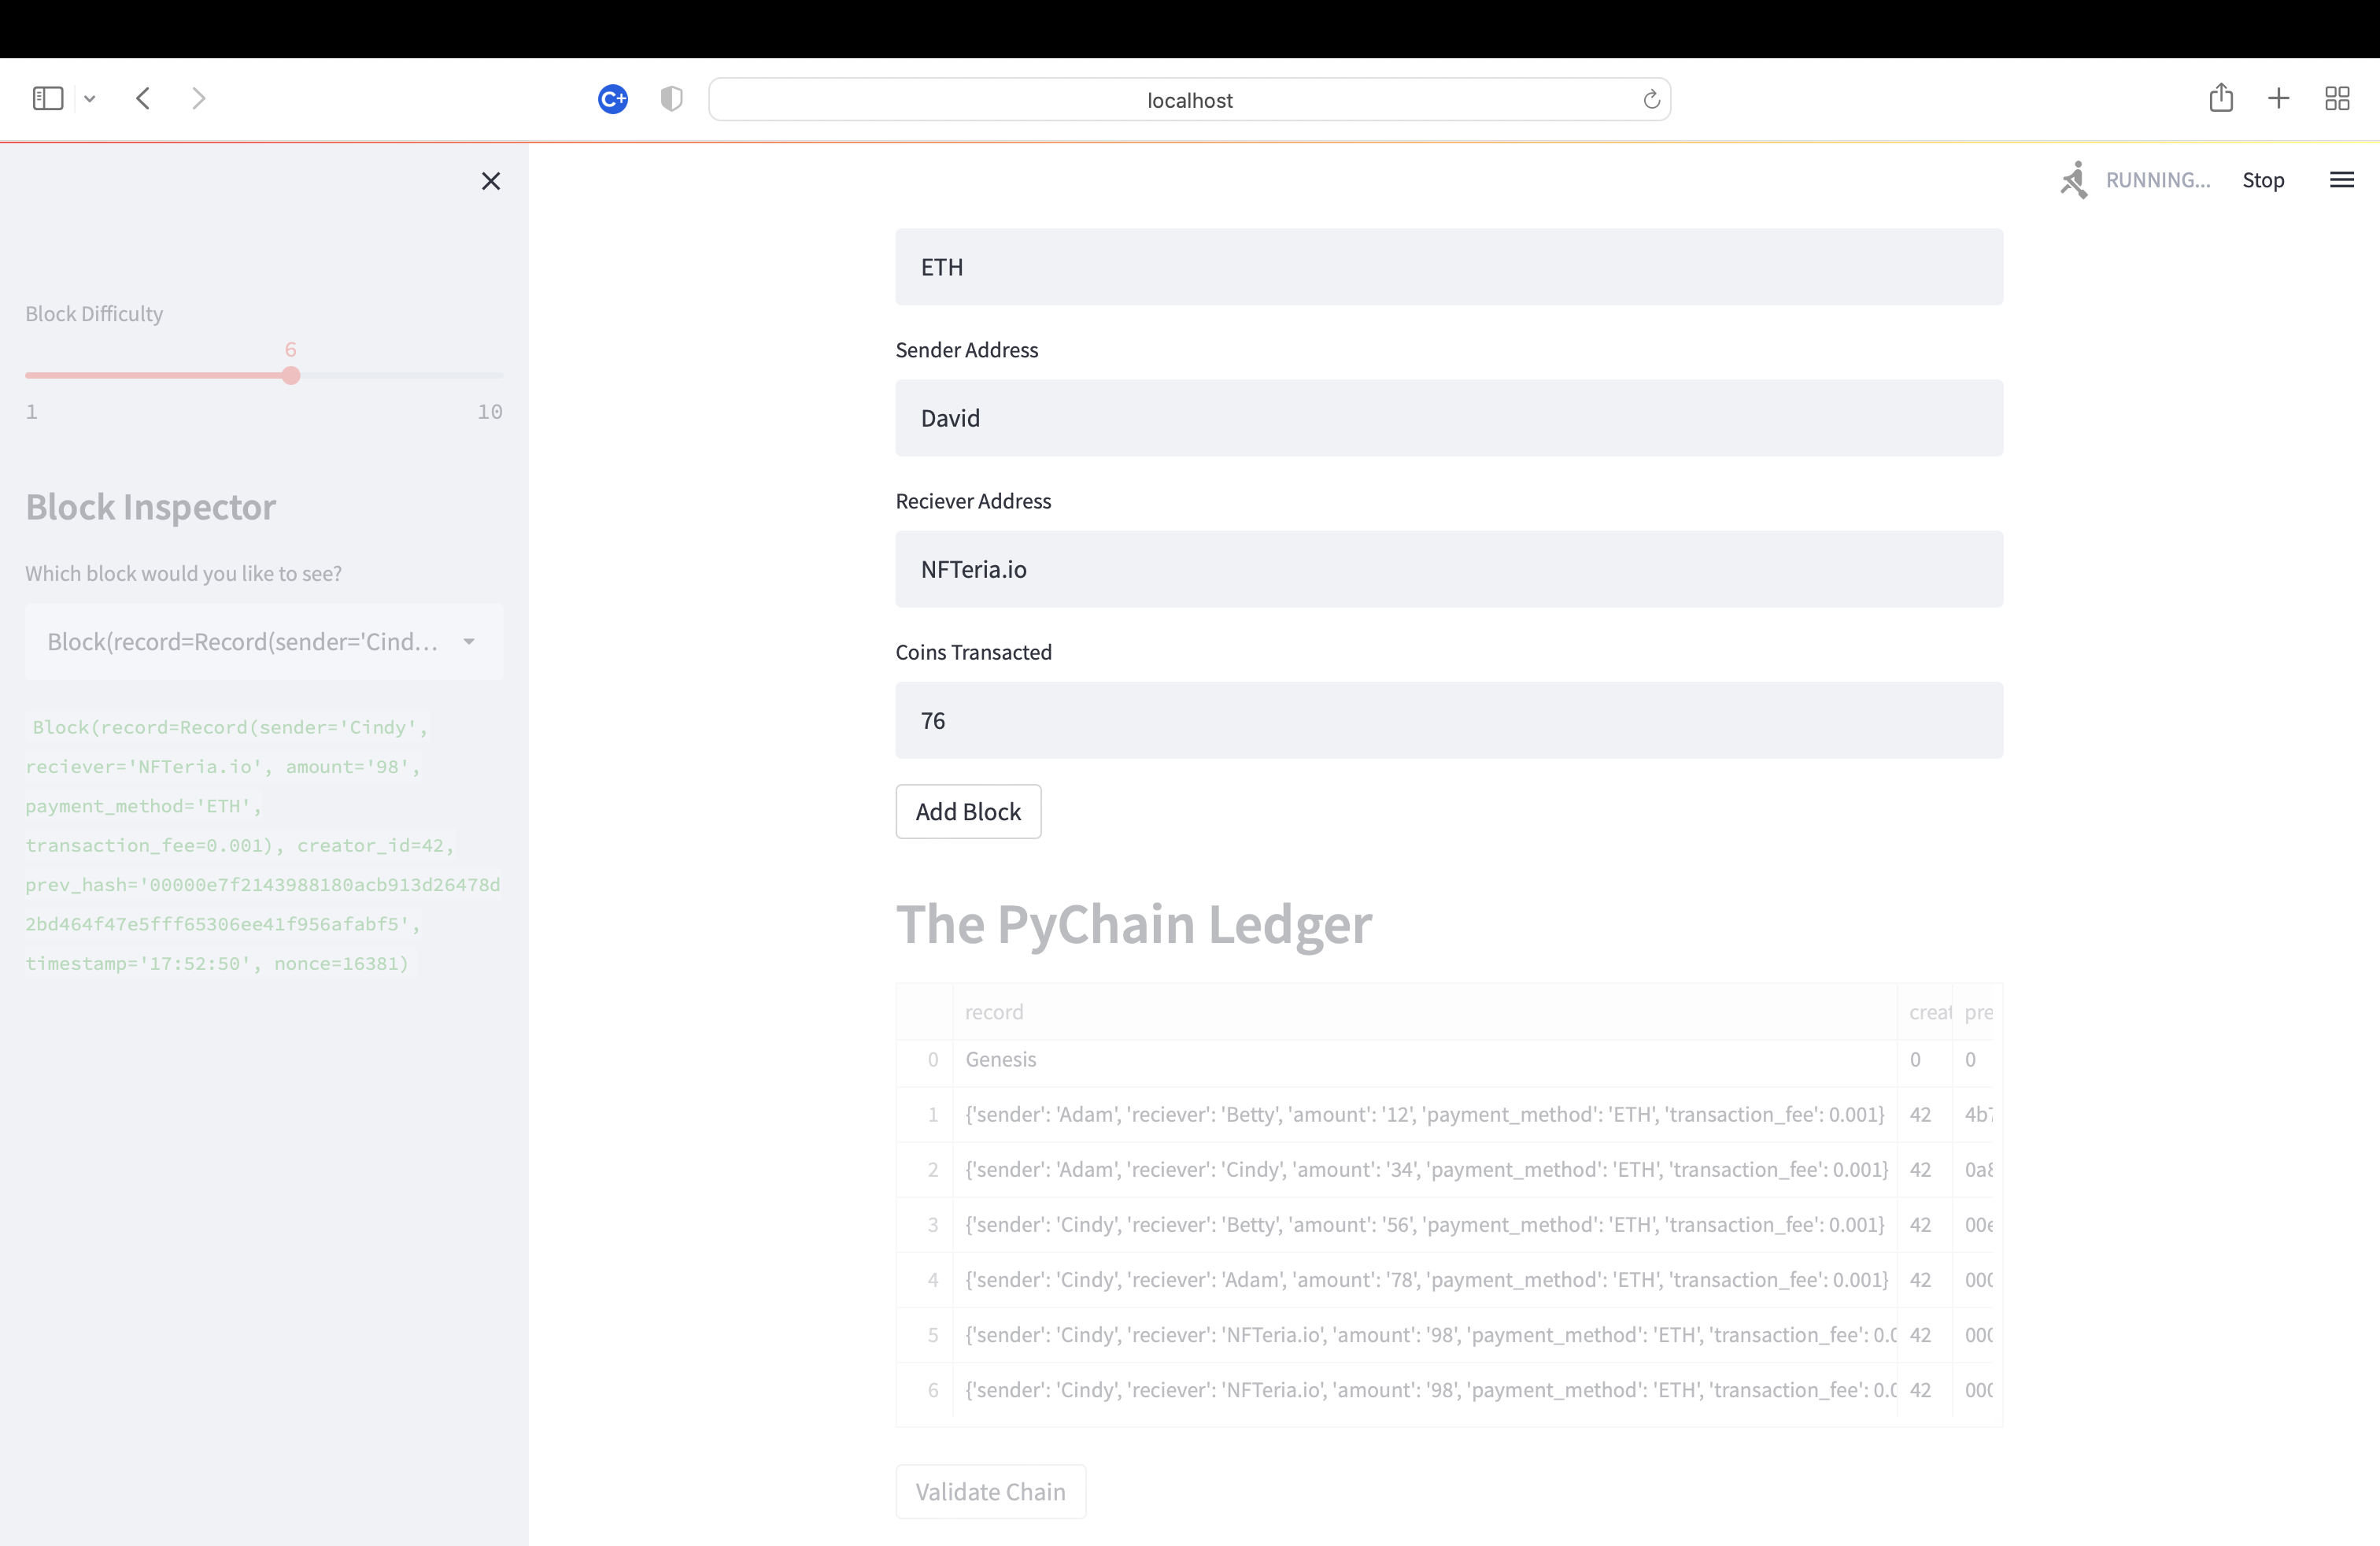 C+
localhost
RUNNING...
Stop
Block Difficulty
6
1 10
Block Inspector
Which block would you like to see?
Block(record=Record(sender='Cind...
Block(record=Record(sender='Cindy',
reciever='NFTeria.io', amount='98',
payment_method='ETH',
transaction_fee=0.001), creator_id=42,
prev_hash='00000e7f2143988180acb913d26478d
2bd464f47e5fff65306ee41f956afabf5',
timestamp='17:52:50', nonce=16381)
ETH
Sender Address
David
Reciever Address
NFTeria.io
Coins Transacted
76
Add Block
The PyChain Ledger
record creat pre
0 Genesis 0 0
1 {'sender': 'Adam', 'reciever': 'Betty', 'amount': '12', 'payment_method': 'ETH', 'transaction_fee': 0.001} 42 4b7
2 {'sender': 'Adam', 'reciever': 'Cindy', 'amount': '34', 'payment_method': 'ETH', 'transaction_fee': 0.001} 42 0a8
3 {'sender': 'Cindy', 'reciever': 'Betty', 'amount': '56', 'payment_method': 'ETH', 'transaction_fee': 0.001} 42 00e
4 {'sender': 'Cindy', 'reciever': 'Adam', 'amount': '78', 'payment_method': 'ETH', 'transaction_fee': 0.001} 42 000
5 {'sender': 'Cindy', 'reciever': 'NFTeria.io', 'amount': '98', 'payment_method': 'ETH', 'transaction_fee': 0.0 42 000
6 {'sender': 'Cindy', 'reciever': 'NFTeria.io', 'amount': '98', 'payment_method': 'ETH', 'transaction_fee': 0.0 42 000
Validate Chain